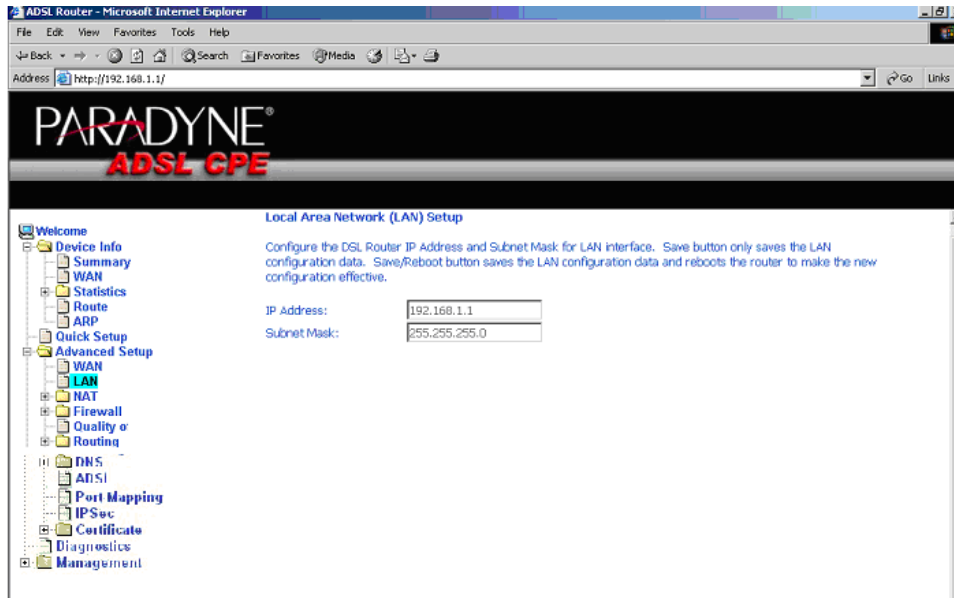 ADSL Router - Microsoft Internet Explorer
File Edit View Favorites Tools Help
Back Search Favorites Media
Address http://192.168.1.1/ Go Links
PARADYNE®
ADSL CPE
Local Area Network (LAN) Setup
Configure the DSL Router IP Address and Subnet Mask for LAN interface. Save button only saves the LAN
configuration data. Save/Reboot button saves the LAN configuration data and reboots the router to make the new
configuration effective.
IP Address: 192.168.1.1
Subnet Mask: 255.255.255.0
Welcome
Device Info
Summary
WAN
Statistics
Route
ARP
Quick Setup
Advanced Setup
WAN
LAN
NAT
Firewall
Quality
Routing
DNS
ADSL
Port Mapping
IPSec
Certificate
Diagnostics
Management